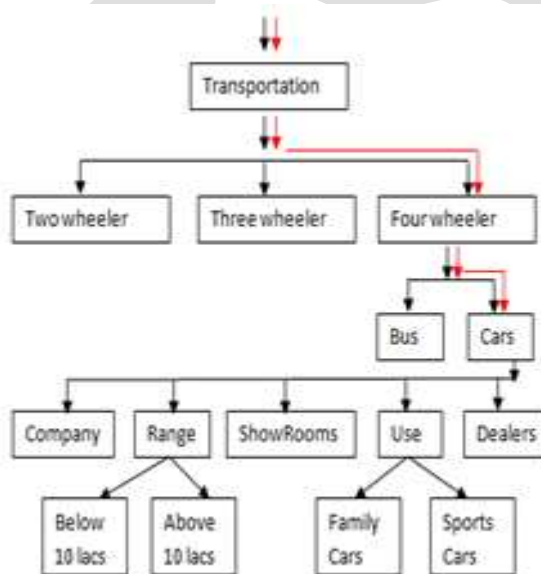 Transportation
Two wheeler
Three wheeler
Four wheeler
Bus
Cars
Company
Range
ShowRooms
Use
Dealers
Below
10 lacs
Above
10 lacs
Family
Cars
Sports
Cars